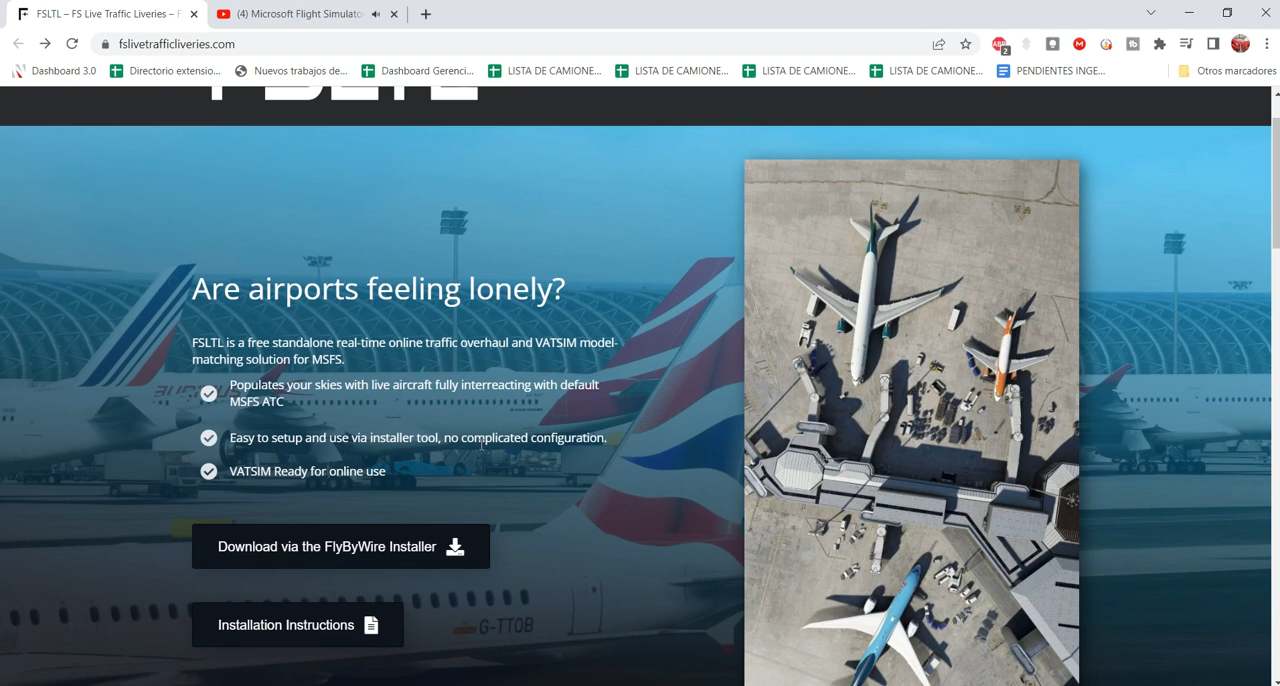 FSLTL – FS Live Traffic Liveries – F
(4) Microsoft Flight Simulato
fslivetrafficliveries.com
2
Dashboard 3.0
Directorio extensio...
Nuevos trabajos de...
Dashboard Gerenci...
LISTA DE CAMIONE...
LISTA DE CAMIONE...
LISTA DE CAMIONE...
LISTA DE CAMIONE...
PENDIENTES INGE...
Otros marcadores
FSLTL
Are airports feeling lonely?
FSLTL is a free standalone real-time online traffic overhaul and VATSIM model-
matching solution for MSFS.
Populates your skies with live aircraft fully interreacting with default
MSFS ATC
Easy to setup and use via installer tool, no complicated configuration.
VATSIM Ready for online use
Download via the FlyByWire Installer
Installation Instructions
G-TTOB